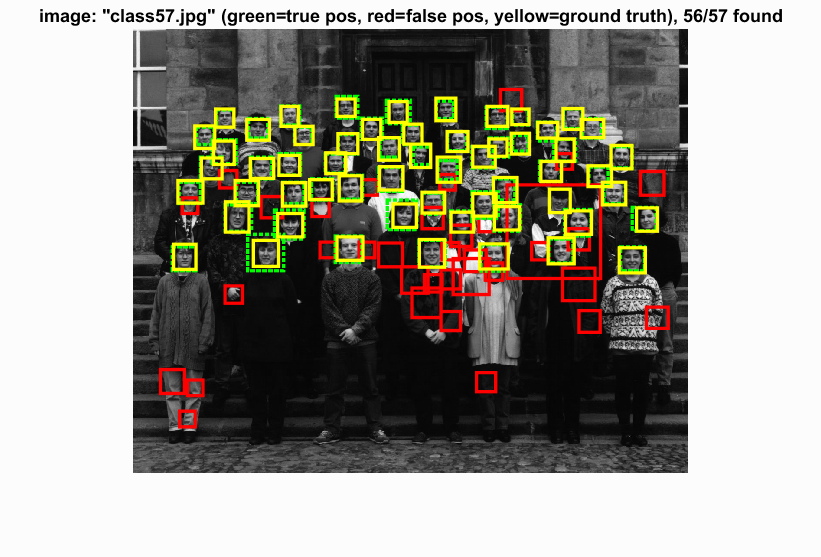 image: "class57.jpg" (green=true pos, red=false pos, yellow=ground truth), 56/57 found